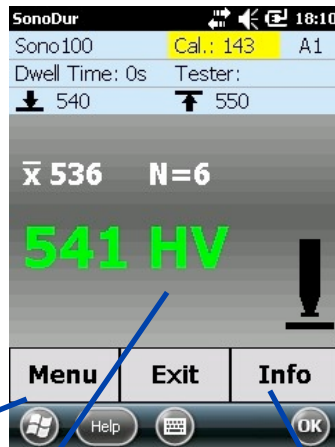 SonoDur 18:10
Sono100 Cal.: 143 A1
Dwell Time: 0s Tester:
540 550
x̅ 536 N=6
541 HV
Menu Exit Info
Help OK